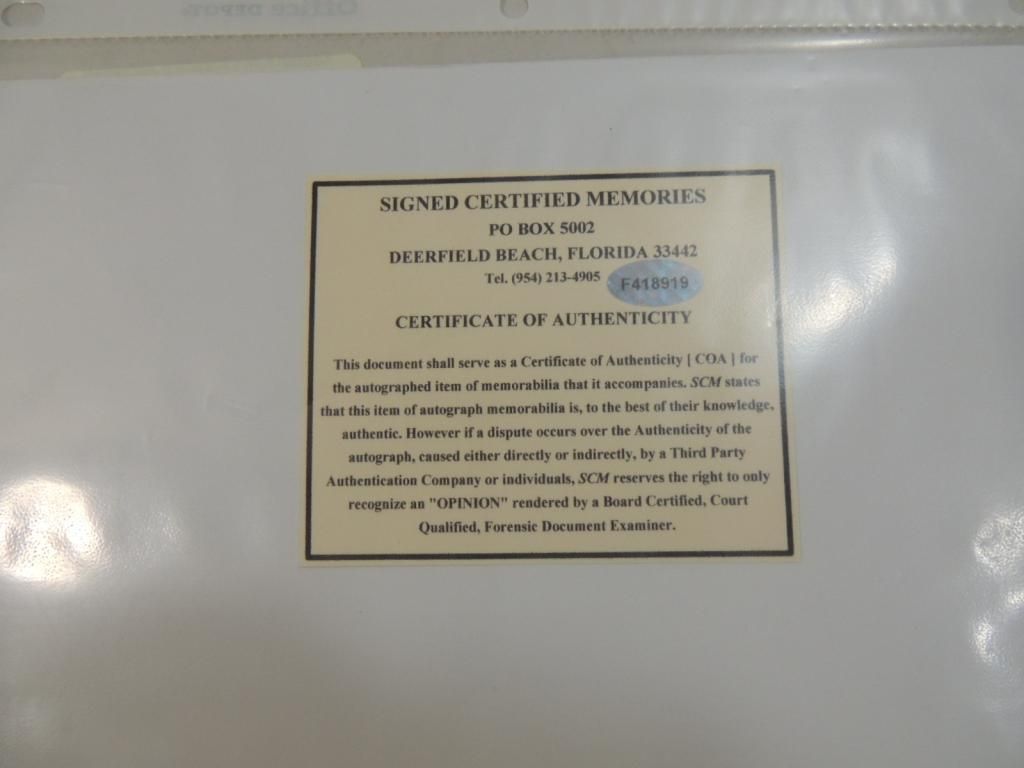 Office DEPOT
SIGNED CERTIFIED MEMORIES
PO BOX 5002
DEERFIELD BEACH, FLORIDA 33442
Tel. (954) 213-4905
F418919
CERTIFICATE OF AUTHENTICITY
This document shall serve as a Certificate of Authenticity [ COA ] for
the autographed item of memorabilia that it accompanies. SCM states
that this item of autograph memorabilia is, to the best of their knowledge,
authentic. However if a dispute occurs over the Authenticity of the
autograph, caused either directly or indirectly, by a Third Party
Authentication Company or individuals, SCM reserves the right to only
recognize an "OPINION" rendered by a Board Certified, Court
Qualified, Forensic Document Examiner.